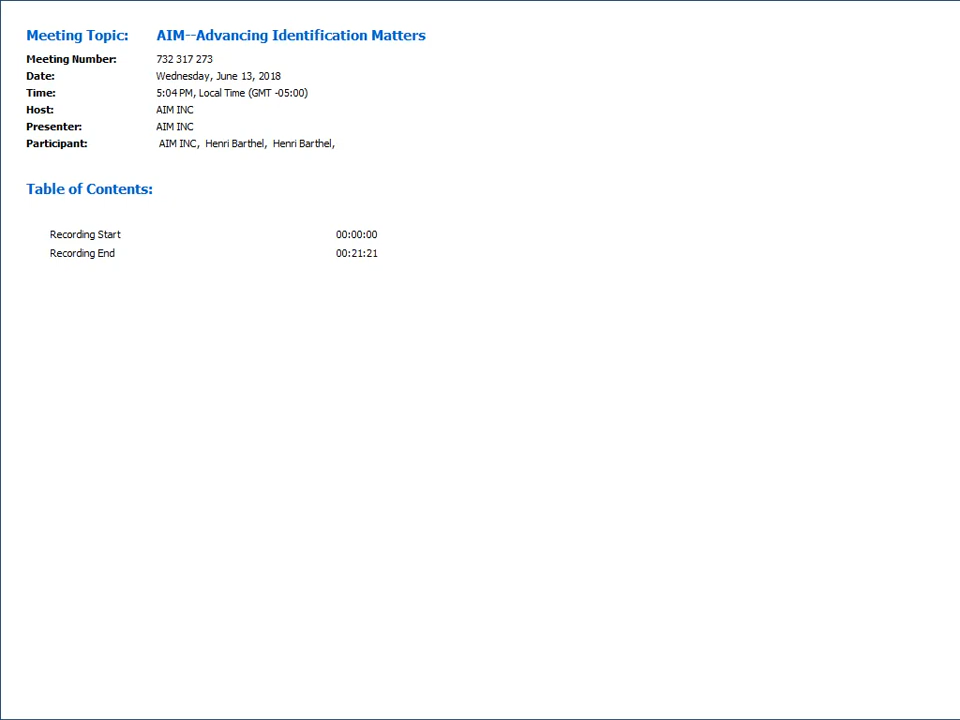 Meeting Topic: AIM--Advancing Identification Matters
Meeting Number: 732 317 273
Date: Wednesday, June 13, 2018
Time: 5:04 PM, Local Time (GMT -05:00)
Host: AIM INC
Presenter: AIM INC
Participant: AIM INC, Henri Barthel, Henri Barthel,
Table of Contents:
Recording Start 00:00:00
Recording End 00:21:21